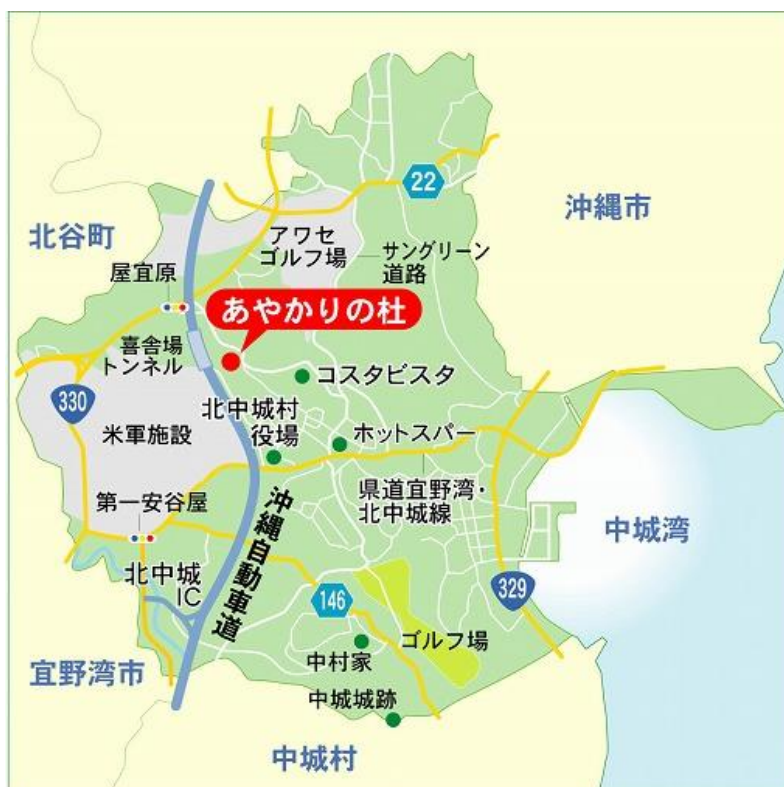 22
沖縄市
北谷町
アワセ
ゴルフ場
サングリーン
道路
屋宜原
あやかりの杜
喜舎場
トンネル
コスタビスタ
330
北中城村
役場
米軍施設
ホットスパー
県道宜野湾・
北中城線
第一安谷屋
沖縄自動車道
中城湾
北中城
IC
146
329
ゴルフ場
宜野湾市
中村家
中城城跡
中城村